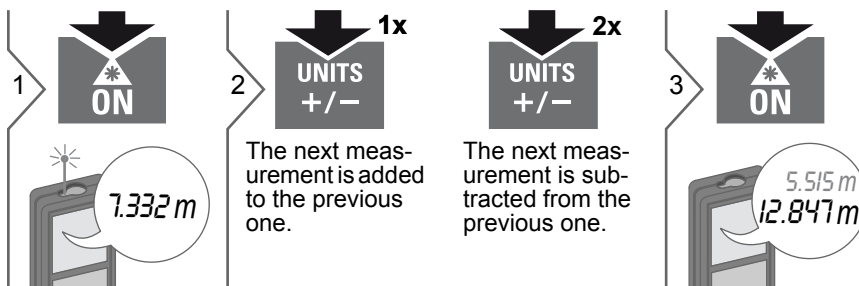 1
ON
7.332 m
2
1x
UNITS
+/−
The next meas-
urement is added
to the previous
one.
2x
UNITS
+/−
The next meas-
urement is sub-
tracted from the
previous one.
3
ON
5.515 m
12.847 m